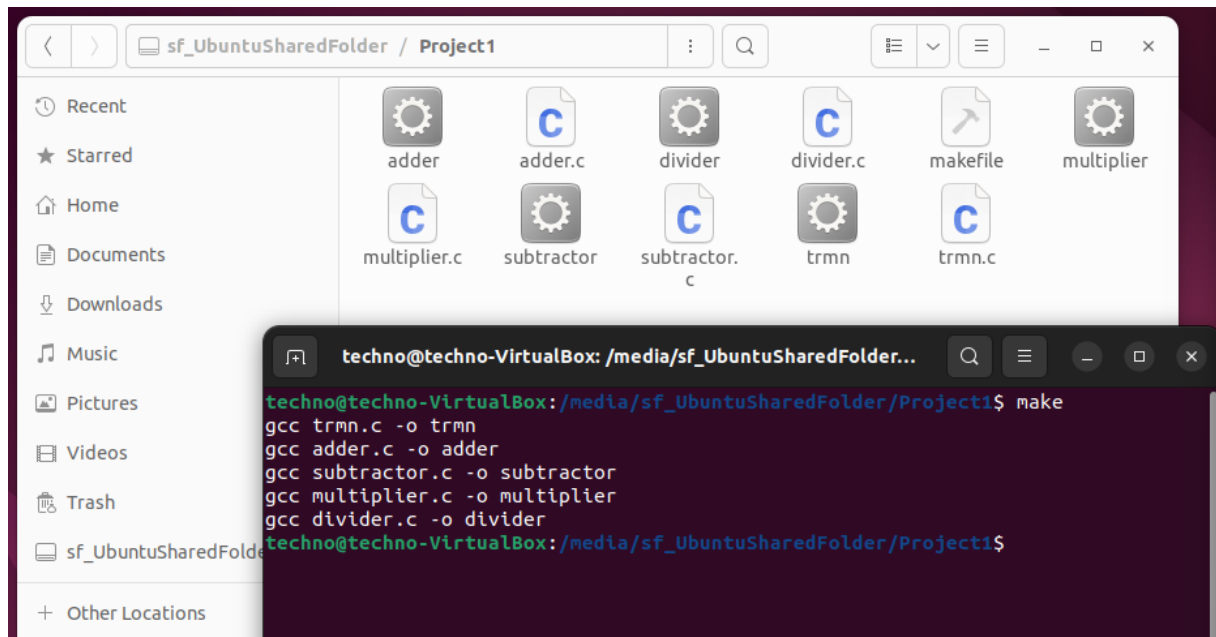 sf_UbuntuSharedFolder / Project1
Recent
Starred
Home
Documents
Downloads
Music
Pictures
Videos
Trash
sf_UbuntuSharedFolde
+ Other Locations
adder adder.c divider divider.c makefile multiplier
multiplier.c subtractor subtractor. trmn trmn.c
c
techno@techno-VirtualBox: /media/sf_UbuntuSharedFolder...
techno@techno-VirtualBox:/media/sf_UbuntuSharedFolder/Project1$ make
gcc trmn.c -o trmn
gcc adder.c -o adder
gcc subtractor.c -o subtractor
gcc multiplier.c -o multiplier
gcc divider.c -o divider
techno@techno-VirtualBox:/media/sf_UbuntuSharedFolder/Project1$